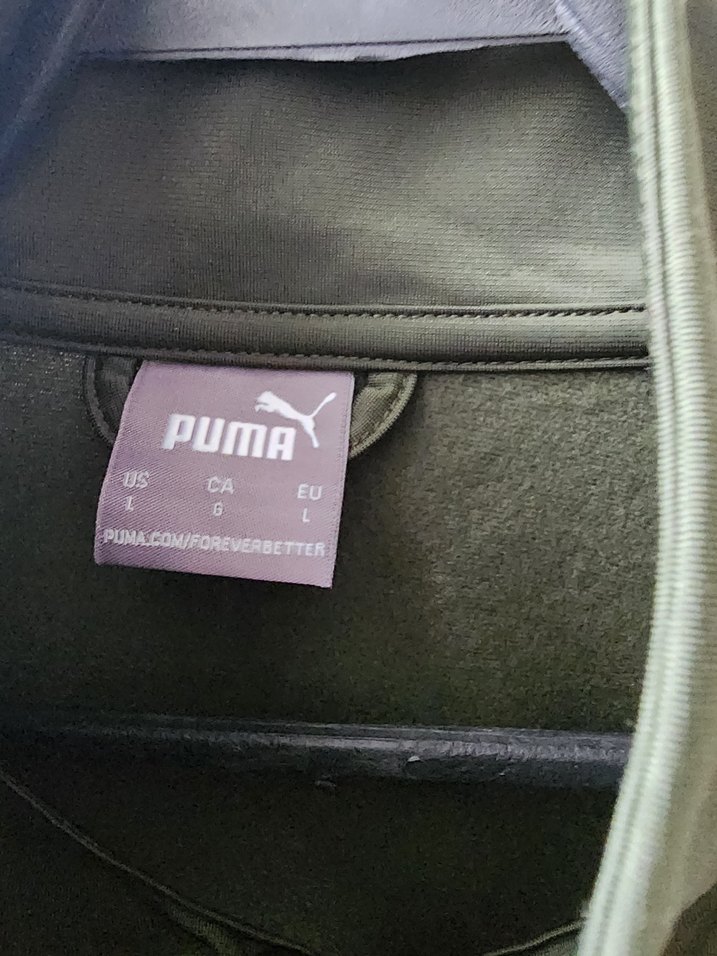 PUMA
US CA EU
L G L
PUMA.COM/FOREVERBETTER